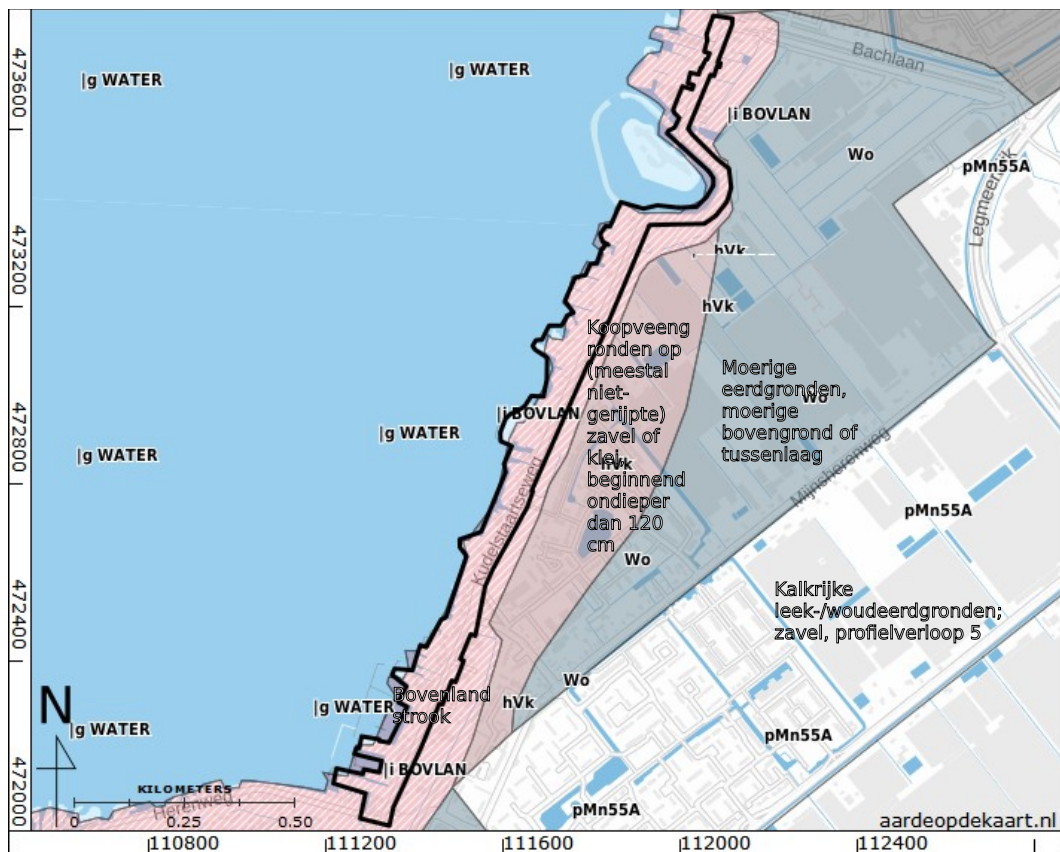 Bachlaan
|g WATER
|g WATER
473600
|i BOVLAN
Wo
pMn55A
Legmeerdijk
hVk
473200
hVk
Koopveeng
ronden op
(meestal
niet-
gerijpte)
zavel of
klei,
beginnend
ondieper
dan 120
cm
Moerige
eerdgronden,
moerige
bovengrond of
tussenlaag
Wo
|i BOVLAN
|g WATER
472800
|g WATER
hVk
Mijnsherenweg
pMn55A
Kudelstaartseweg
Wo
Kalkrijke
leek-/woudeerdgronden;
zavel, profielverloop 5
472400
Wo
Bovenland
strook
hVk
|g WATER
N
|g WATER
pMn55A
|i BOVLAN
472000
KILOMETERS
Herenweg
0 0.25 0.50
pMn55A
aardeopdekaart.nl
110800 111200 111600 112000 112400